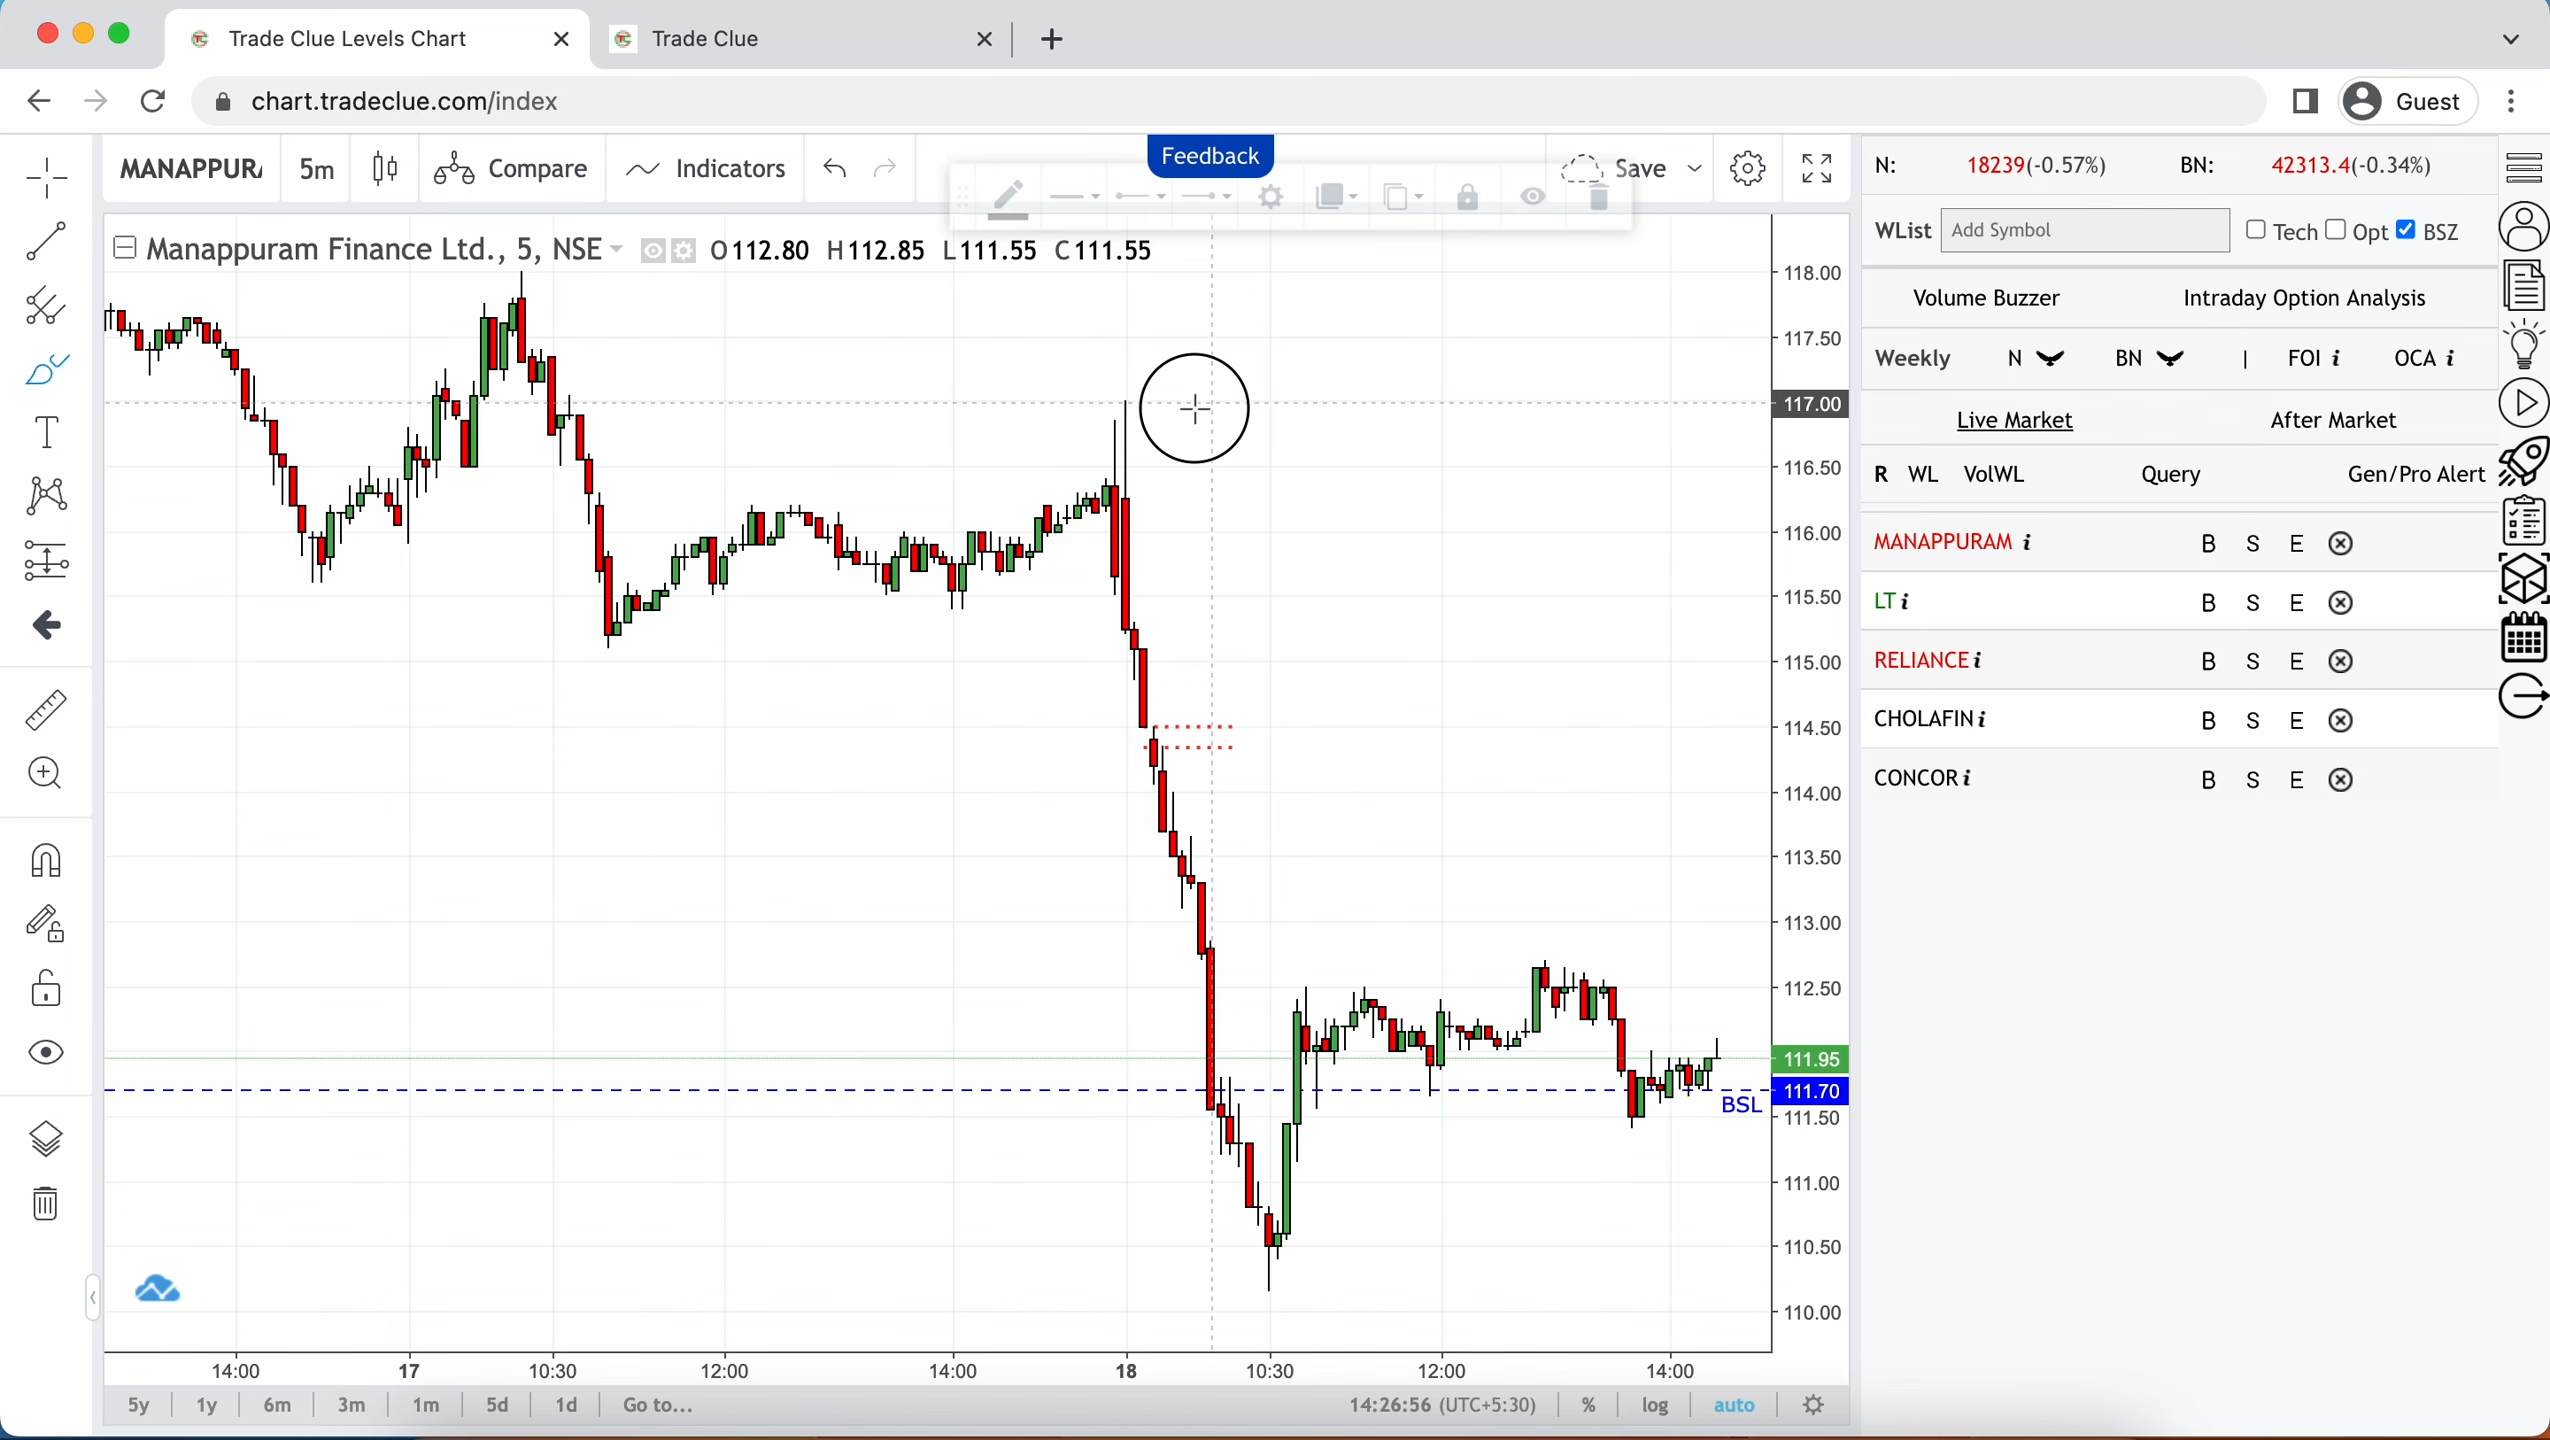 Trade Clue Levels Chart
Trade Clue
chart.tradeclue.com/index
Guest
MANAPPUR
5m
Compare
Indicators
Feedback
Save
Manappuram Finance Ltd., 5, NSE
O112.80 H112.85 L111.55 C111.55
118.00
117.50
117.00
116.50
116.00
115.50
115.00
114.50
114.00
113.50
113.00
112.50
111.95
111.70
BSL
111.50
111.00
110.50
110.00
14:00 17 10:30 12:00 14:00 18 10:30 12:00 14:00
5y 1y 6m 3m 1m 5d 1d Go to...
14:26:56 (UTC+5:30) % log auto
N: 18239(-0.57%) BN: 42313.4(-0.34%)
WList Add Symbol Tech Opt BSZ
Volume Buzzer Intraday Option Analysis
Weekly N BN | FOI i OCA i
Live Market After Market
R WL VolWL Query Gen/Pro Alert
MANAPPURAM i B S E
LT i B S E
RELIANCE i B S E
CHOLAFIN i B S E
CONCOR i B S E